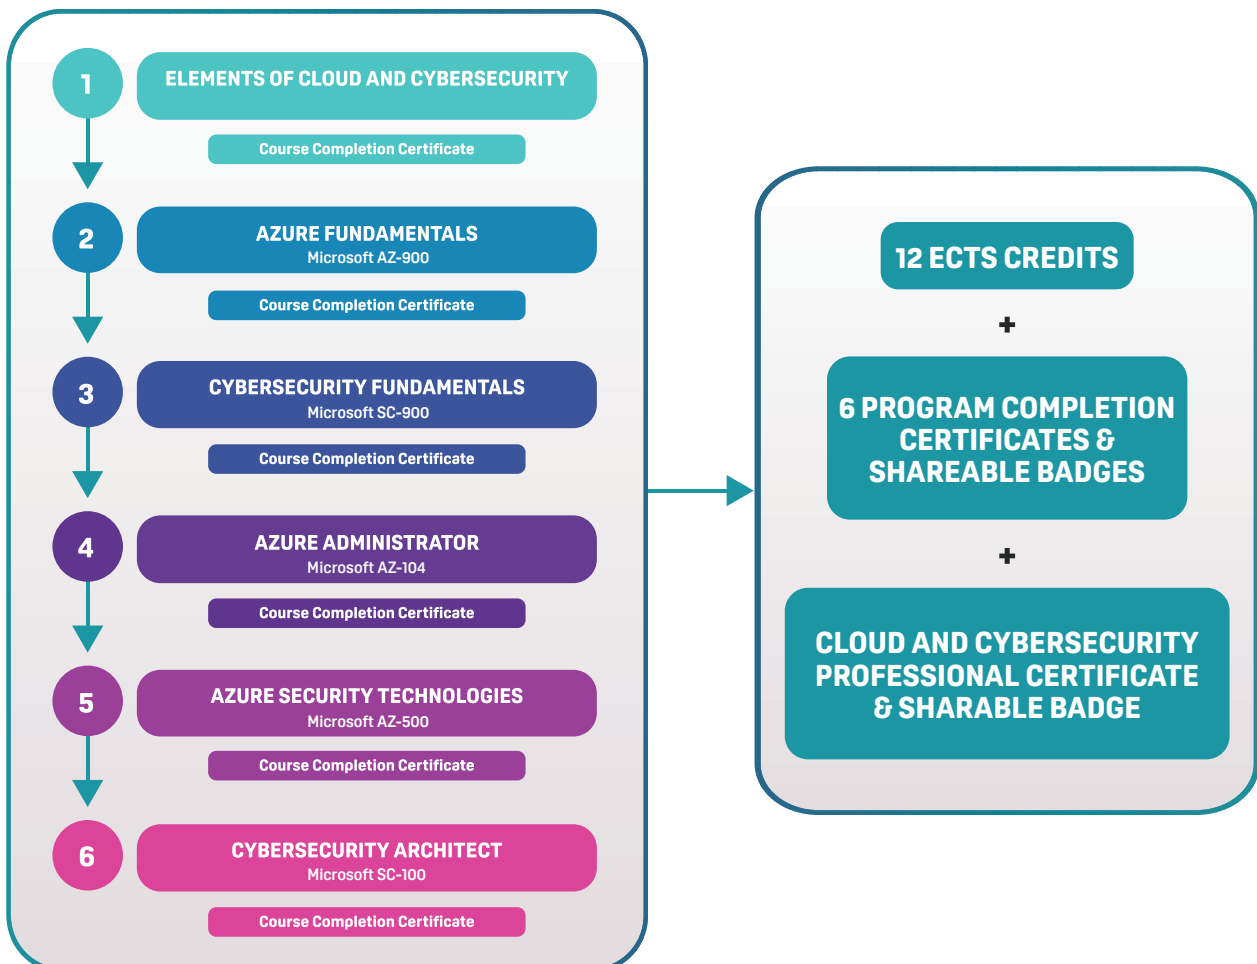 1
ELEMENTS OF CLOUD AND CYBERSECURITY
Course Completion Certificate
2
AZURE FUNDAMENTALS
Microsoft AZ-900
Course Completion Certificate
3
CYBERSECURITY FUNDAMENTALS
Microsoft SC-900
Course Completion Certificate
4
AZURE ADMINISTRATOR
Microsoft AZ-104
Course Completion Certificate
5
AZURE SECURITY TECHNOLOGIES
Microsoft AZ-500
Course Completion Certificate
6
CYBERSECURITY ARCHITECT
Microsoft SC-100
Course Completion Certificate
12 ECTS CREDITS
+
6 PROGRAM COMPLETION
CERTIFICATES &
SHAREABLE BADGES
+
CLOUD AND CYBERSECURITY
PROFESSIONAL CERTIFICATE
& SHARABLE BADGE